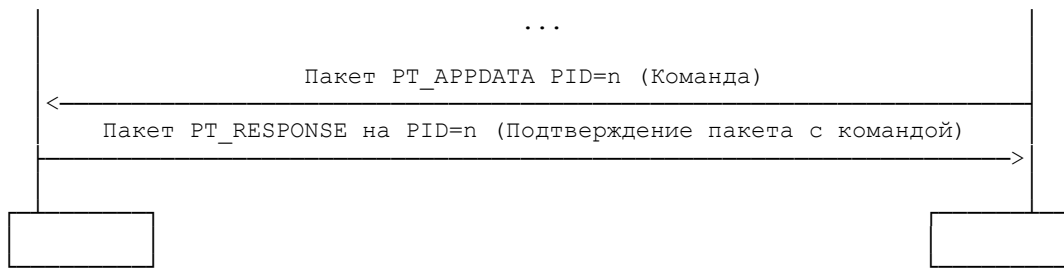 ...
Пакет PT_APPDATA PID=n (Команда)
Пакет PT_RESPONSE на PID=n (Подтверждение пакета с командой)